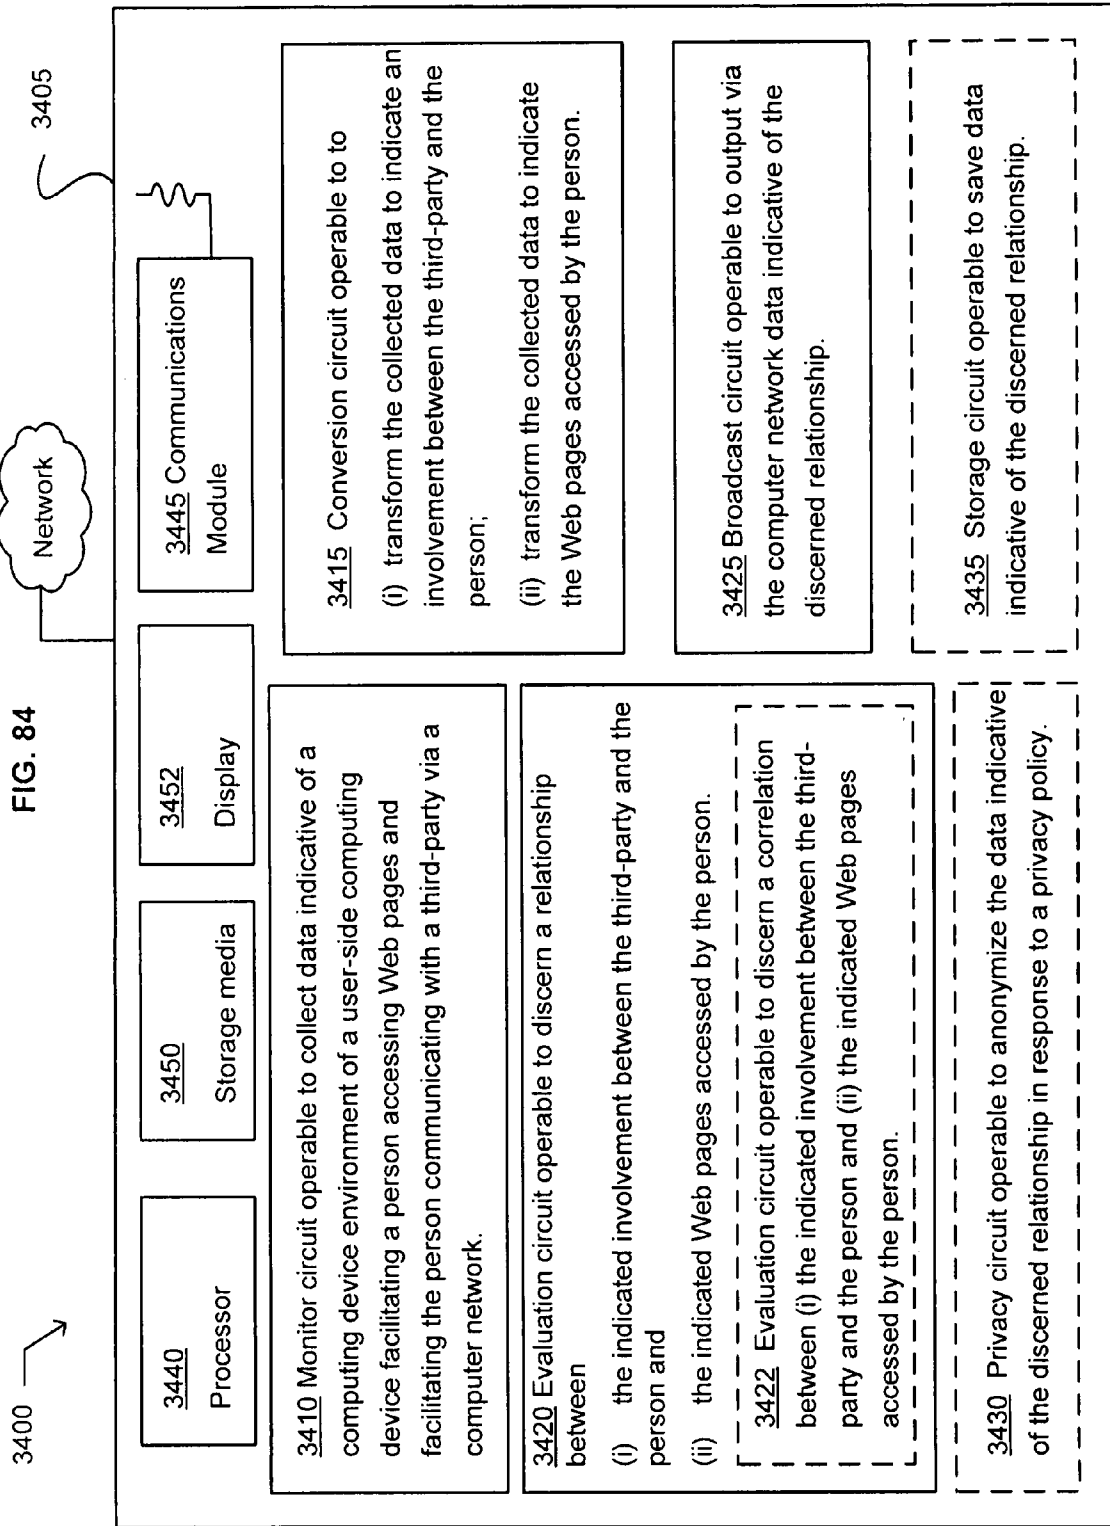 FIG. 84
3400
Network
3405
3440
Processor
3450
Storage media
3452
Display
3445 Communications
Module
3410 Monitor circuit operable to collect data indicative of a
computing device environment of a user-side computing
device facilitating a person accessing Web pages and
facilitating the person communicating with a third-party via a
computer network.
3415 Conversion circuit operable to to
(i) transform the collected data to indicate an
involvement between the third-party and the
person;
(ii) transform the collected data to indicate
the Web pages accessed by the person.
3420 Evaluation circuit operable to discern a relationship
between
(i) the indicated involvement between the third-party and the
person and
(ii) the indicated Web pages accessed by the person.
3422 Evaluation circuit operable to discern a correlation
between (i) the indicated involvement between the third-
party and the person and (ii) the indicated Web pages
accessed by the person.
3425 Broadcast circuit operable to output via
the computer network data indicative of the
discerned relationship.
3430 Privacy circuit operable to anonymize the data indicative
of the discerned relationship in response to a privacy policy.
3435 Storage circuit operable to save data
indicative of the discerned relationship.